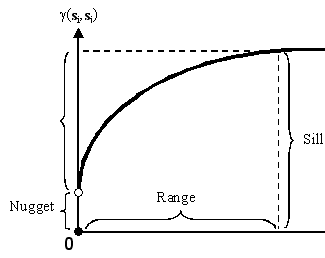 γ(sᵢ, sⱼ)
Sill
Range
Nugget
0